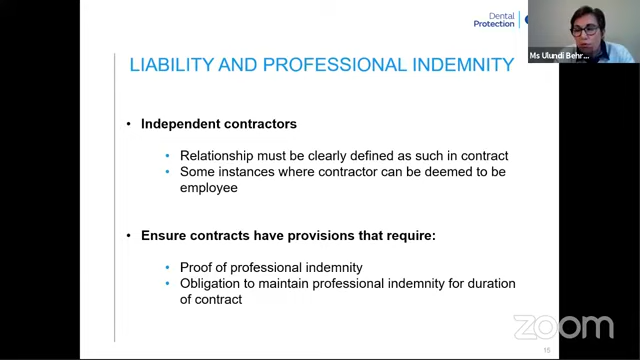 Dental
Protection
Ms Ulundi Behr...
LIABILITY AND PROFESSIONAL INDEMNITY
• Independent contractors
• Relationship must be clearly defined as such in contract
• Some instances where contractor can be deemed to be
employee
• Ensure contracts have provisions that require:
• Proof of professional indemnity
• Obligation to maintain professional indemnity for duration
of contract
zoom
15